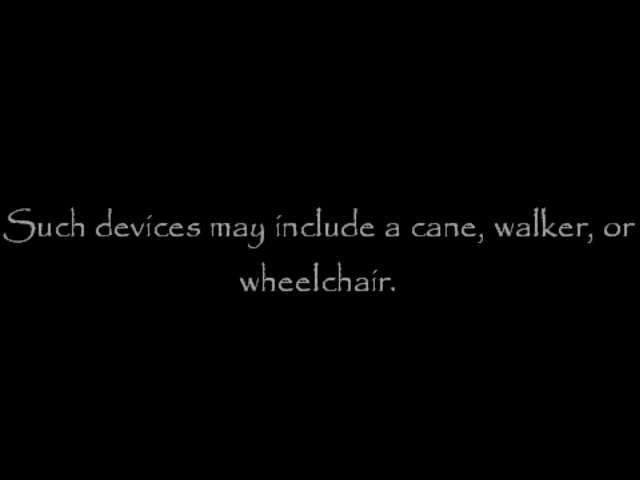 Such devices may include a cane, walker, or
wheelchair.